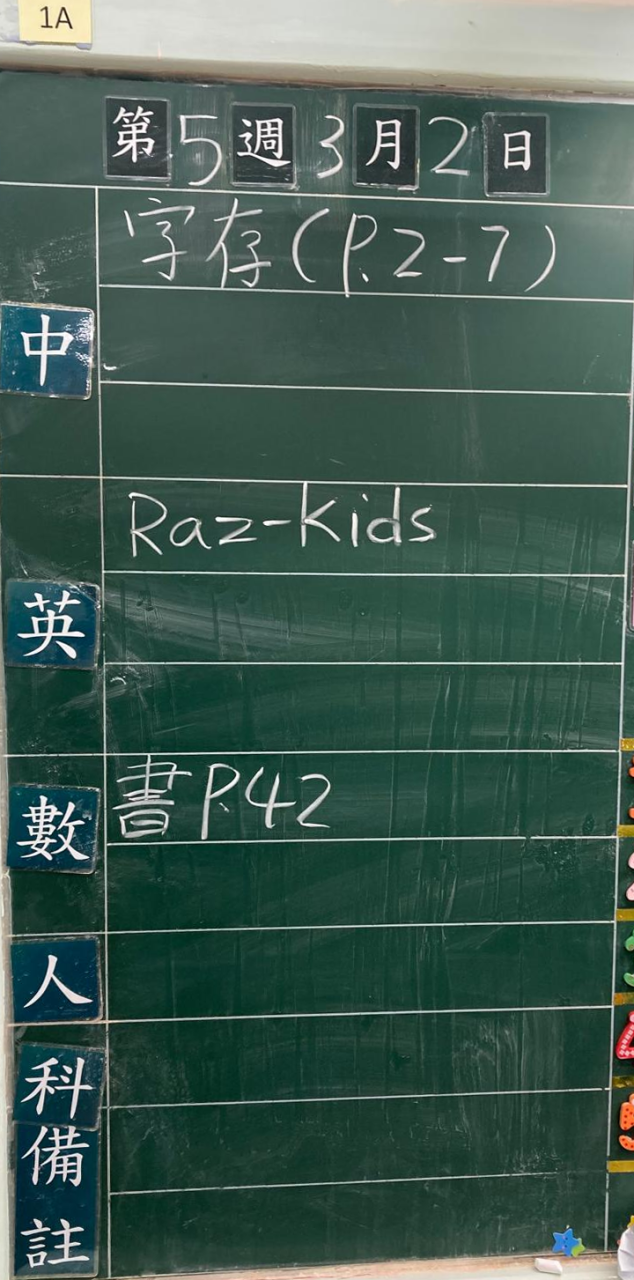 1A
第5週3月2日
字存(P.2-7)
中
Raz-Kids
英
書P.42
數
人
科
備
註